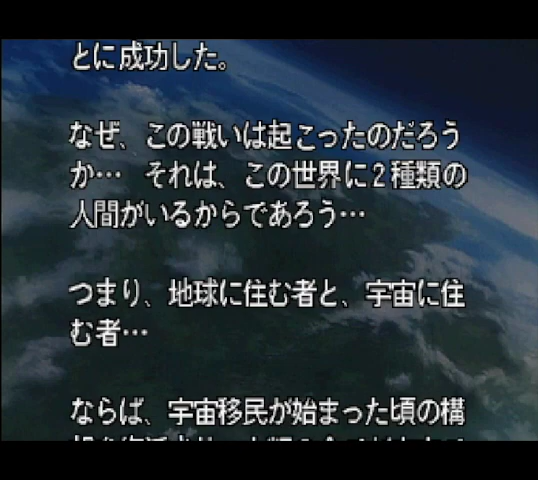 とに成功した。
なぜ、この戦いは起こったのだろう
か… それは、この世界に2種類の
人間がいるからであろう…
つまり、地球に住む者と、宇宙に住
む者…
ならば、宇宙移民が始まった頃の構